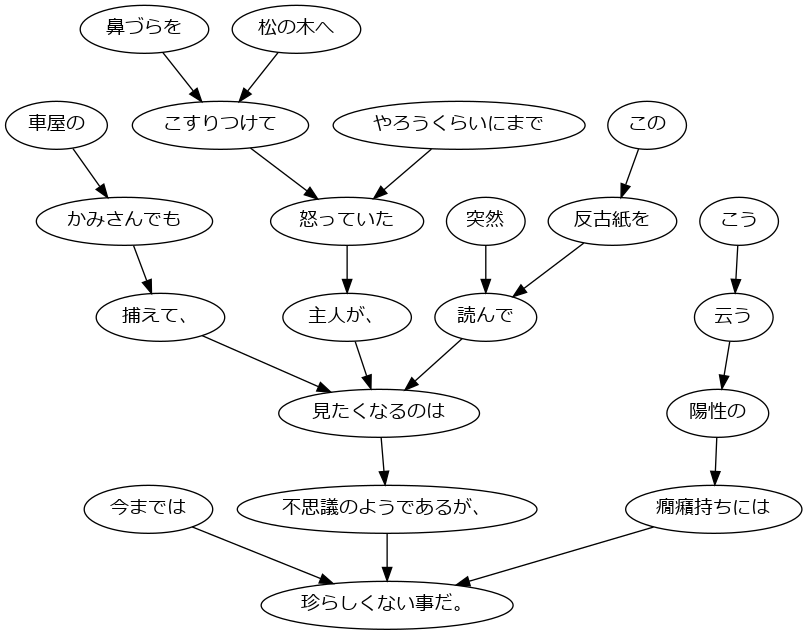 鼻づらを
松の木へ
車屋の
こすりつけて
やろうくらいにまで
この
かみさんでも
怒っていた
突然
反古紙を
こう
捕えて、
主人が、
読んで
云う
見たくなるのは
陽性の
今までは
不思議のようであるが、
癇癪持ちには
珍らしくない事だ。